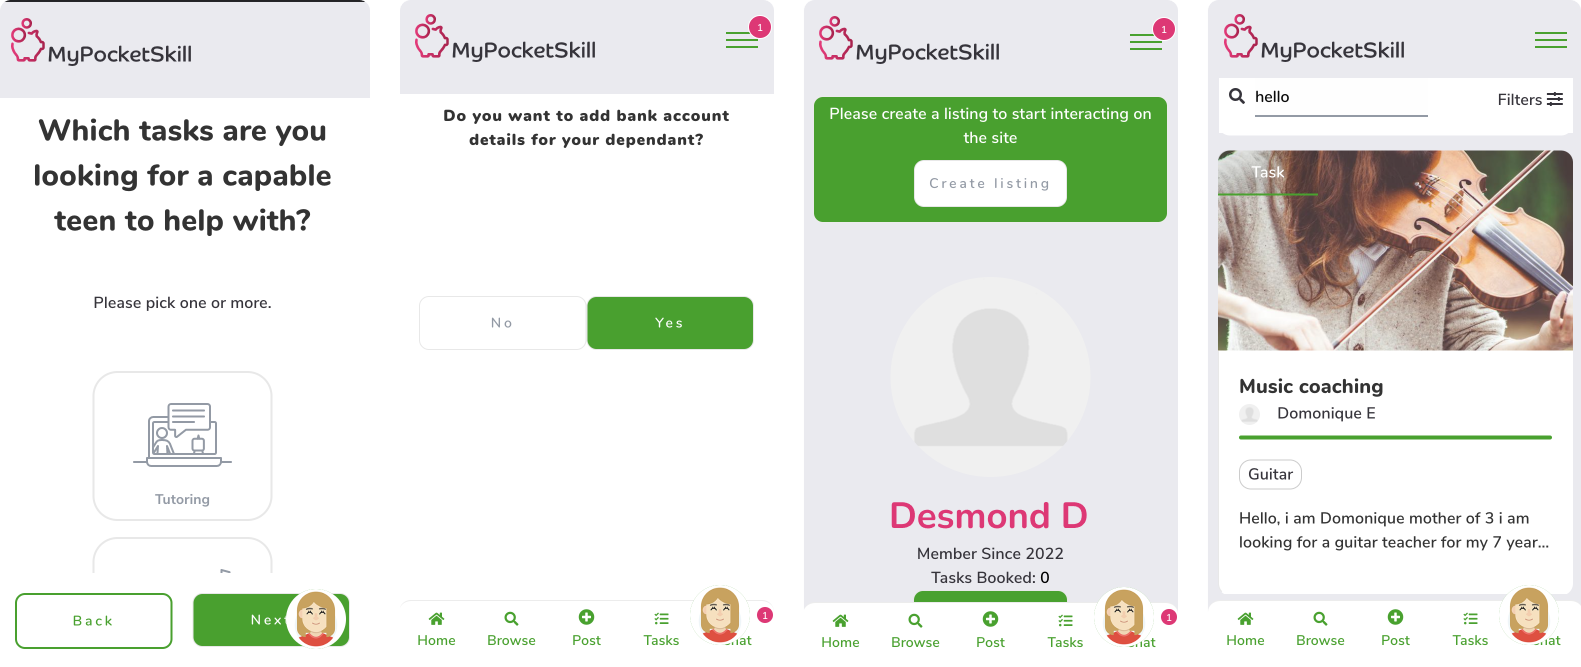 MyPocketSkill
Which tasks are you
looking for a capable
teen to help with?
Please pick one or more.
Tutoring
Back
MyPocketSkill
1
Do you want to add bank account
details for your dependant?
No
Yes
Home
Browse
Post
Tasks
1
MyPocketSkill
1
Please create a listing to start interacting on
the site
Create listing
Desmond D
Member Since 2022
Tasks Booked: 0
Home
Browse
Post
Tasks
1
MyPocketSkill
hello
Filters
Task
Music coaching
Domonique E
Guitar
Hello, i am Domonique mother of 3 i am
looking for a guitar teacher for my 7 year...
Home
Browse
Post
Tasks